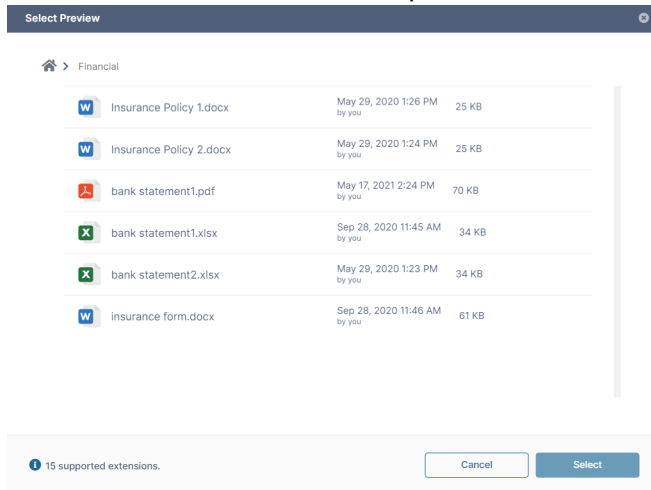 Select Preview
Financial
Insurance Policy 1.docx May 29, 2020 1:26 PM 25 KB
by you
Insurance Policy 2.docx May 29, 2020 1:24 PM 25 KB
by you
bank statement1.pdf May 17, 2021 2:24 PM 70 KB
by you
bank statement1.xlsx Sep 28, 2020 11:45 AM 34 KB
by you
bank statement2.xlsx May 29, 2020 1:23 PM 34 KB
by you
insurance form.docx Sep 28, 2020 11:46 AM 61 KB
by you
15 supported extensions. Cancel Select